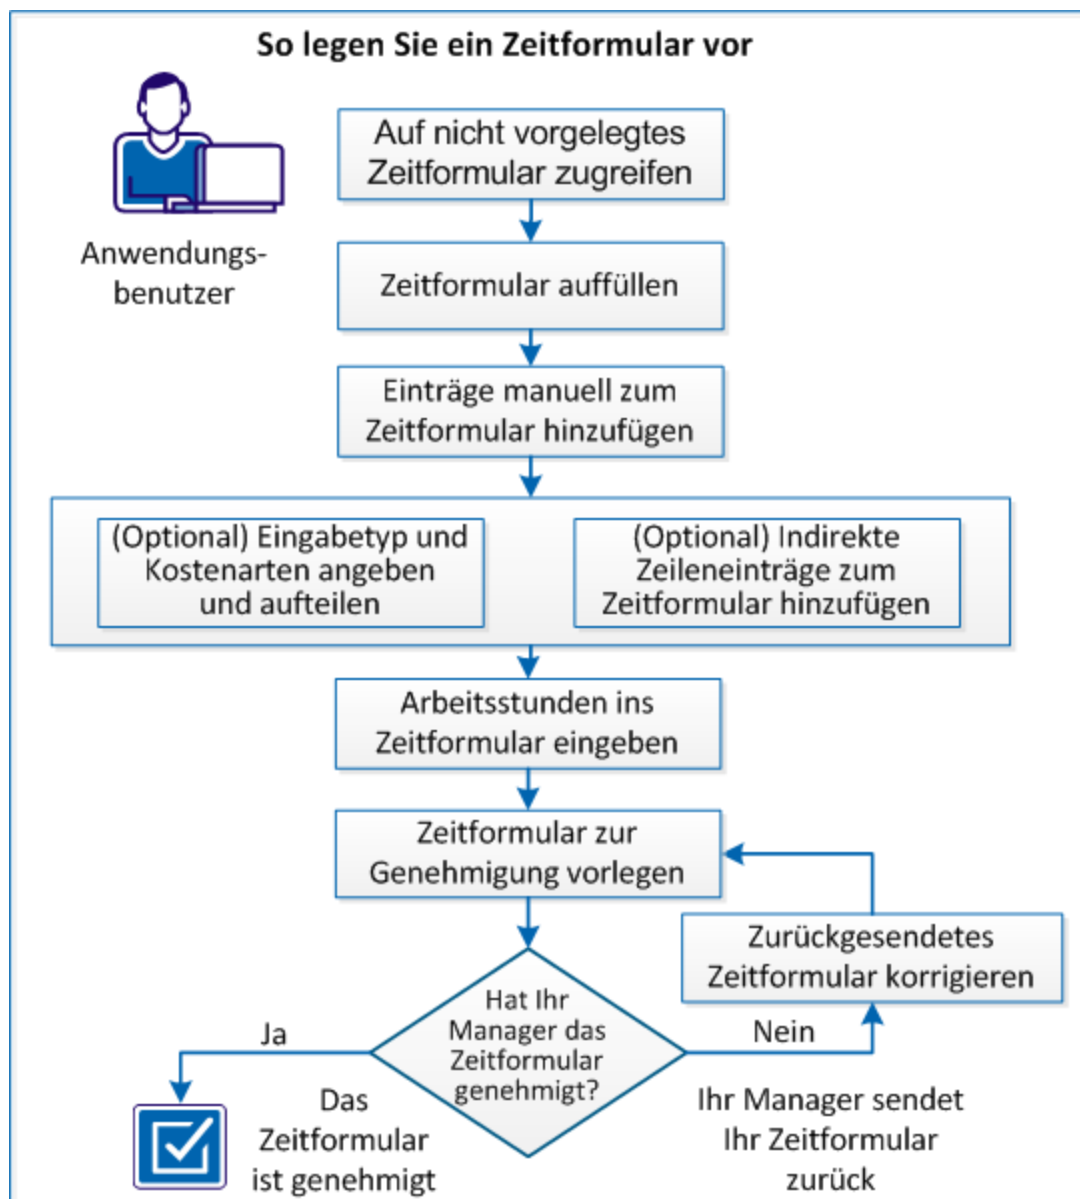 So legen Sie ein Zeitformular vor
Anwendungs-
benutzer
Auf nicht vorgelegtes
Zeitformular zugreifen
Zeitformular auffüllen
Einträge manuell zum
Zeitformular hinzufügen
(Optional) Eingabetyp und
Kostenarten angeben
und aufteilen
(Optional) Indirekte
Zeileneinträge zum
Zeitformular hinzufügen
Arbeitsstunden ins
Zeitformular eingeben
Zeitformular zur
Genehmigung vorlegen
Zurückgesendetes
Zeitformular korrigieren
Hat Ihr
Manager das
Zeitformular
genehmigt?
Ja
Nein
Das
Zeitformular
ist genehmigt
Ihr Manager sendet
Ihr Zeitformular
zurück